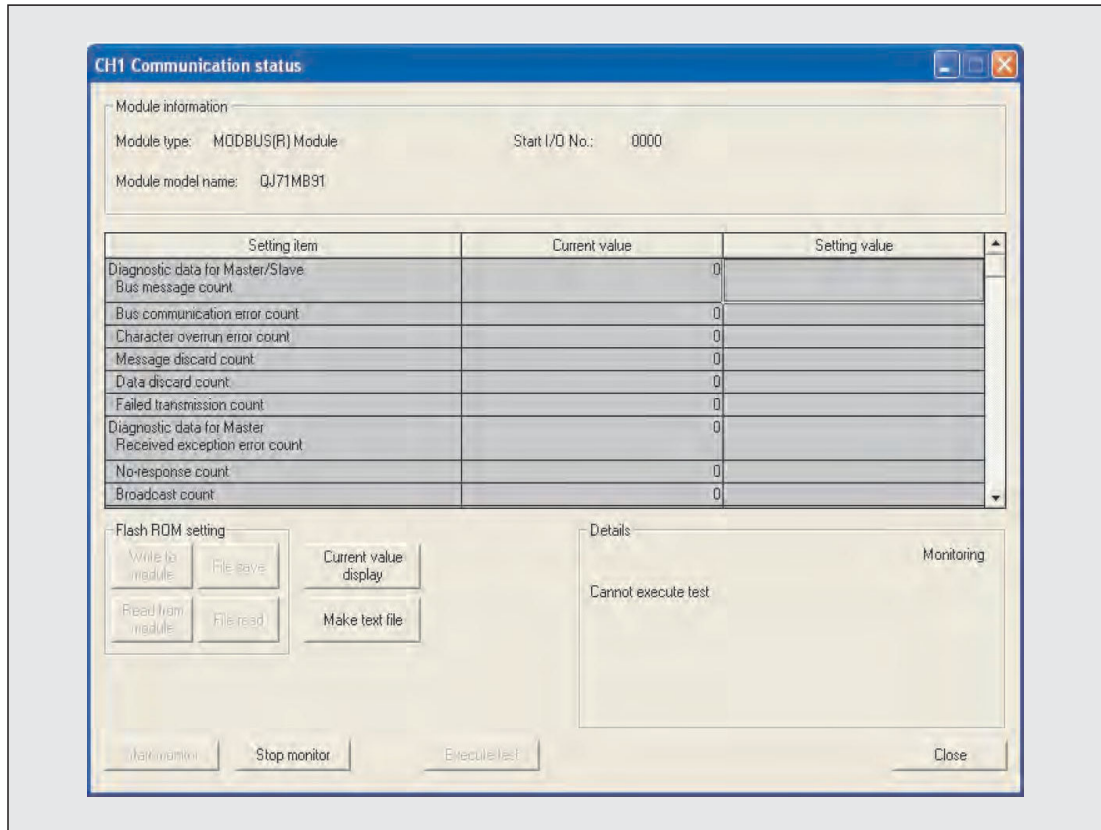 CH1 Communication status
Module information
Module type: MODBUS(R) Module Start I/O No.: 0000
Module model name: QJ71MB91
Setting item Current value Setting value
Diagnostic data for Master/Slave
Bus message count 0
Bus communication error count 0
Character overrun error count 0
Message discard count 0
Data discard count 0
Failed transmission count 0
Diagnostic data for Master
Received exception error count 0
No-response count 0
Broadcast count 0
Flash ROM setting
Write to
module
File save
Current value
display
Read from
module
File read
Make text file
Details
Monitoring
Cannot execute test
Start monitor Stop monitor Execute test Close